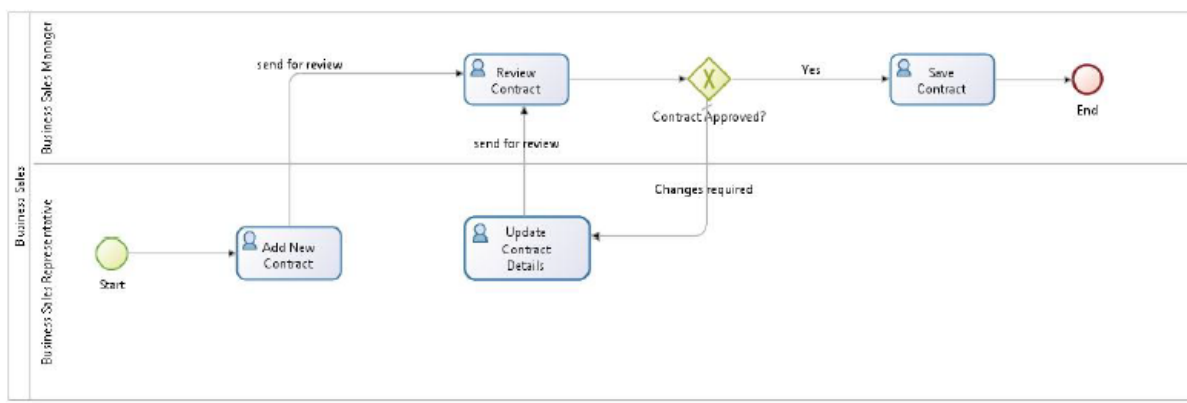 Business Sales
Business Sales Manager
send for review
Review
Contract
Contract Approved?
Yes
Save
Contract
End
send for review
Changes required
Business Sales Representative
Start
Add New
Contract
Update
Contract
Details